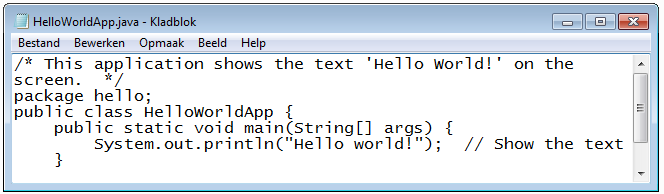 HelloWorldApp.java - Kladblok
Bestand Bewerken Opmaak Beeld Help
/* This application shows the text 'Hello World!' on the
screen.  */
package hello;
public class HelloWorldApp {
    public static void main(String[] args) {
        System.out.println("Hello world!");  // Show the text
    }